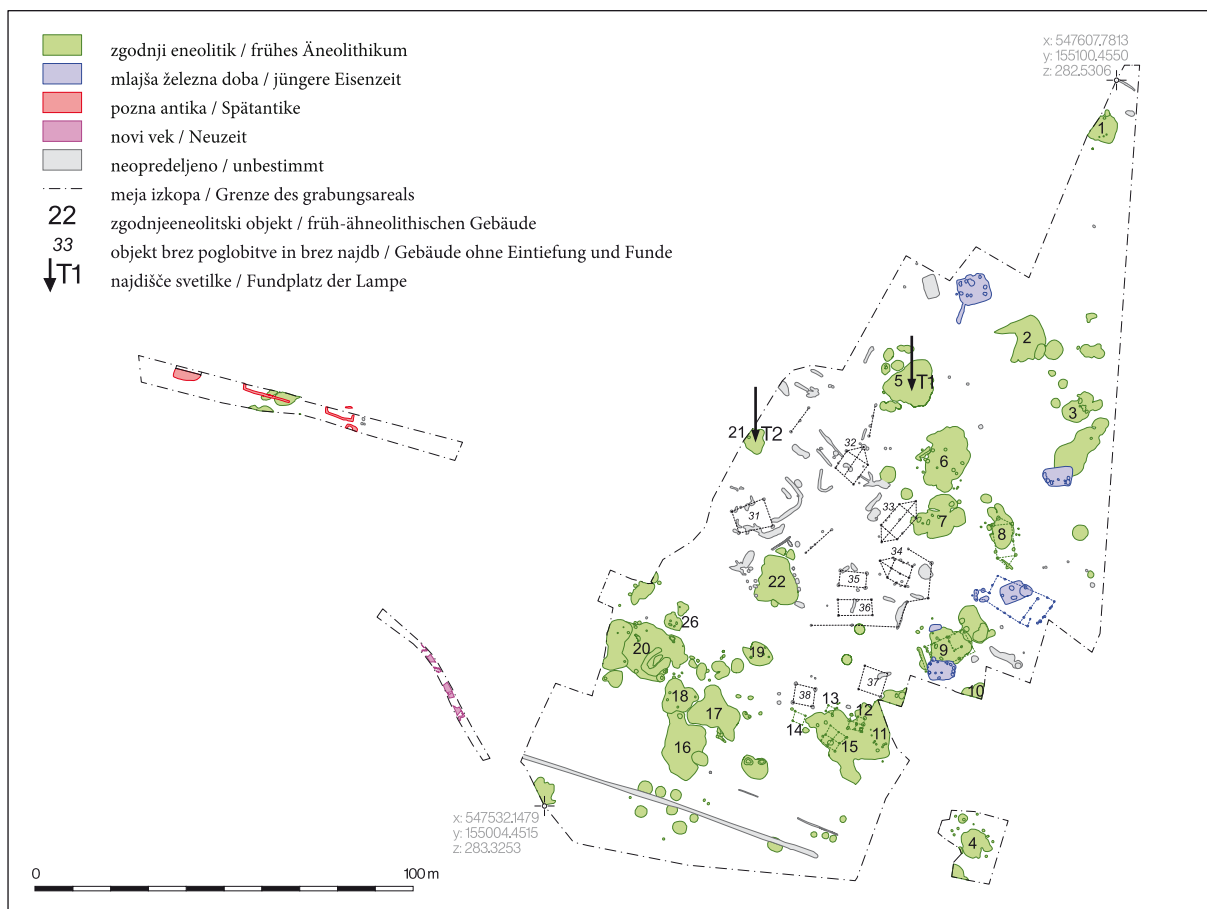 zgodnji eneolitik / frühes Äneolithikum
mlajša železna doba / jüngere Eisenzeit
pozna antika / Spätantike
novi vek / Neuzeit
neopredeljeno / unbestimmt
meja izkopa / Grenze des grabungsareals
22 zgodnjeeneolitski objekt / früh-ähneolithischen Gebäude
33 objekt brez poglobitve in brez najdb / Gebäude ohne Eintiefung und Funde
T1 najdišče svetilke / Fundplatz der Lampe
x: 547607.7813
y: 155100.4550
z: 282.5306
1
2
5 T1
3
21 T2
32
6
31
33
7
8
34
22
35
36
26
20
19
9
18
38
37
10
17
13
12
14
11
16
15
x: 547532.1479
y: 155004.4515
z: 283.3253
4
0 100 m